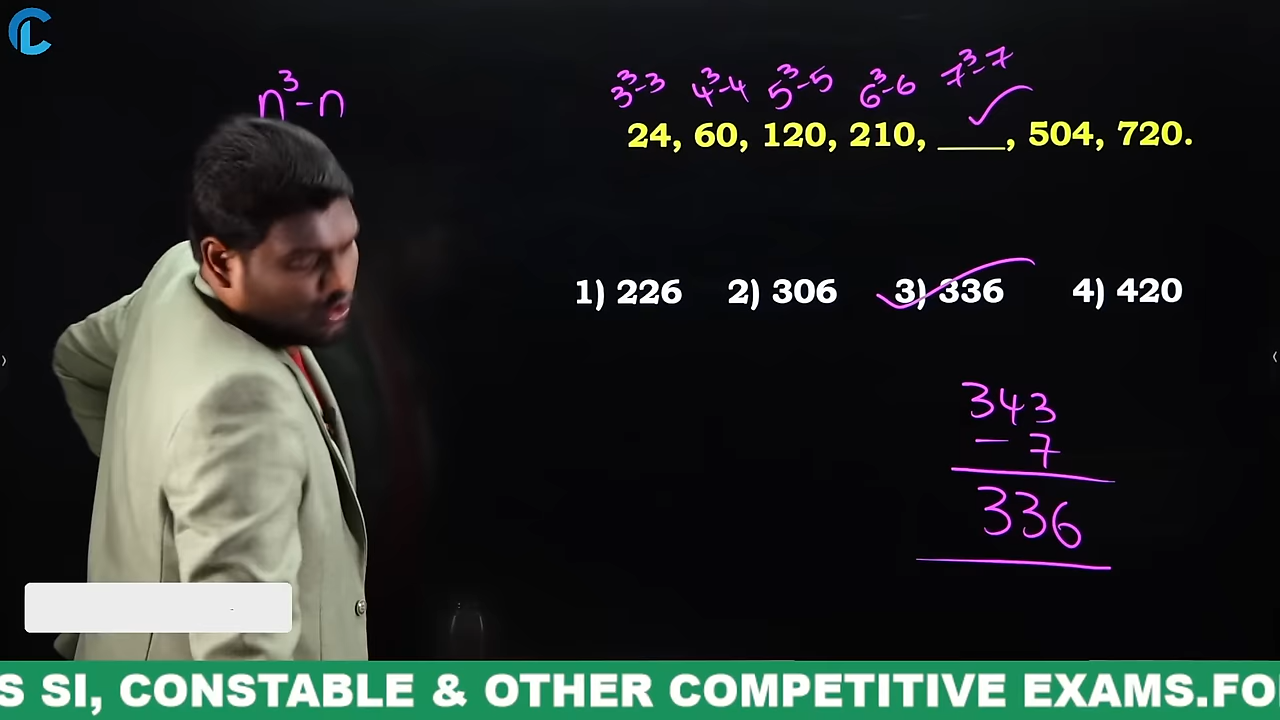 n³-n
3³-3 4³-4 5³-5 6³-6 7³-7
24, 60, 120, 210, ____, 504, 720.
1) 226 2) 306 3) 336 4) 420
343
- 7
336
S SI, CONSTABLE & OTHER COMPETITIVE EXAMS.FO